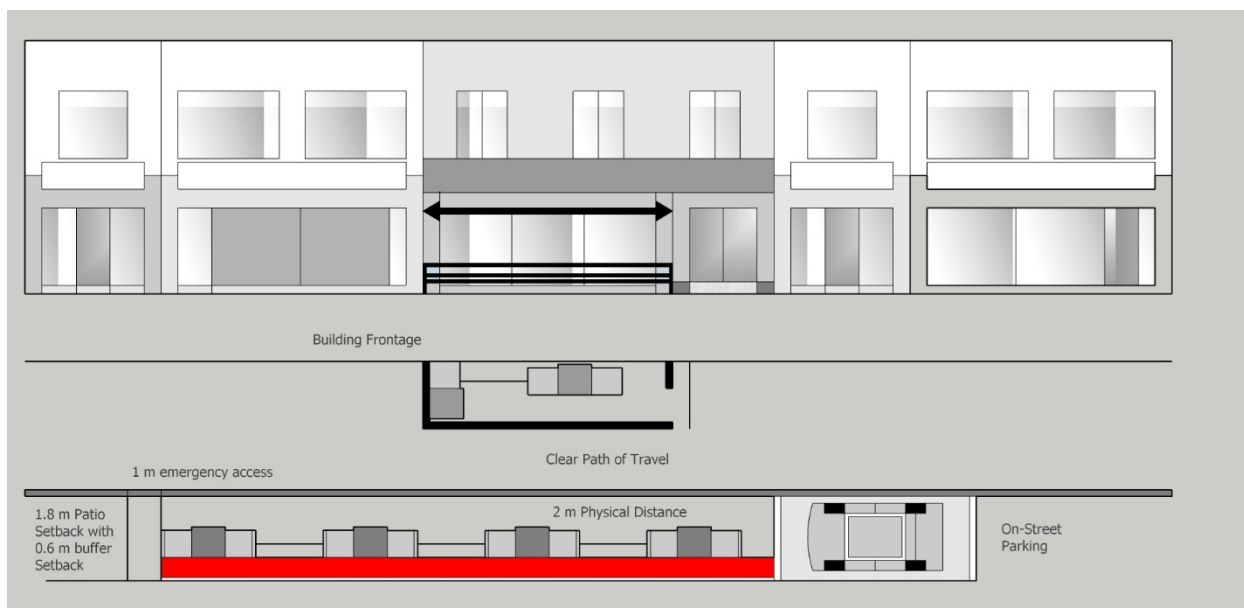 Building Frontage
Clear Path of Travel
1 m emergency access
1.8 m Patio
Setback with
0.6 m buffer
Setback
2 m Physical Distance
On-Street
Parking